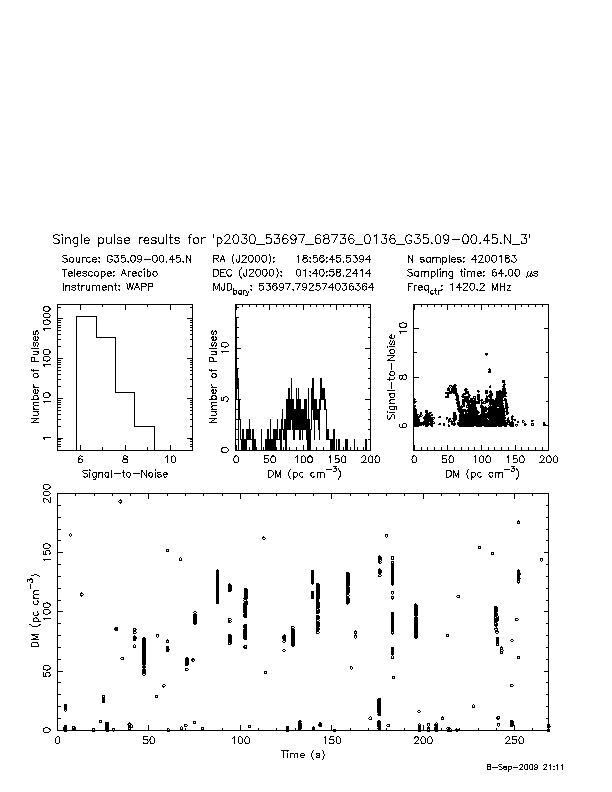 Single pulse results for 'p2030_53697_68736_0136_G35.09−00.45.N_3'
Source: G35.09−00.45.N RA (J2000): 18:56:45.5394 N samples: 4200183
Telescope: Arecibo DEC (J2000): 01:40:58.2414 Sampling time: 64.00 μs
Instrument: WAPP MJDbary: 53697.792574036364 Freqctr: 1420.2 MHz
Number of Pulses
1 10 100 1000
6 8 10
Signal−to−Noise
Number of Pulses
0 5 10
0 50 100 150 200
DM (pc cm−3)
Signal−to−Noise
6 8 10
0 50 100 150 200
DM (pc cm−3)
DM (pc cm−3)
0 50 100 150 200
0 50 100 150 200 250
Time (s)
8−Sep−2009 21:11